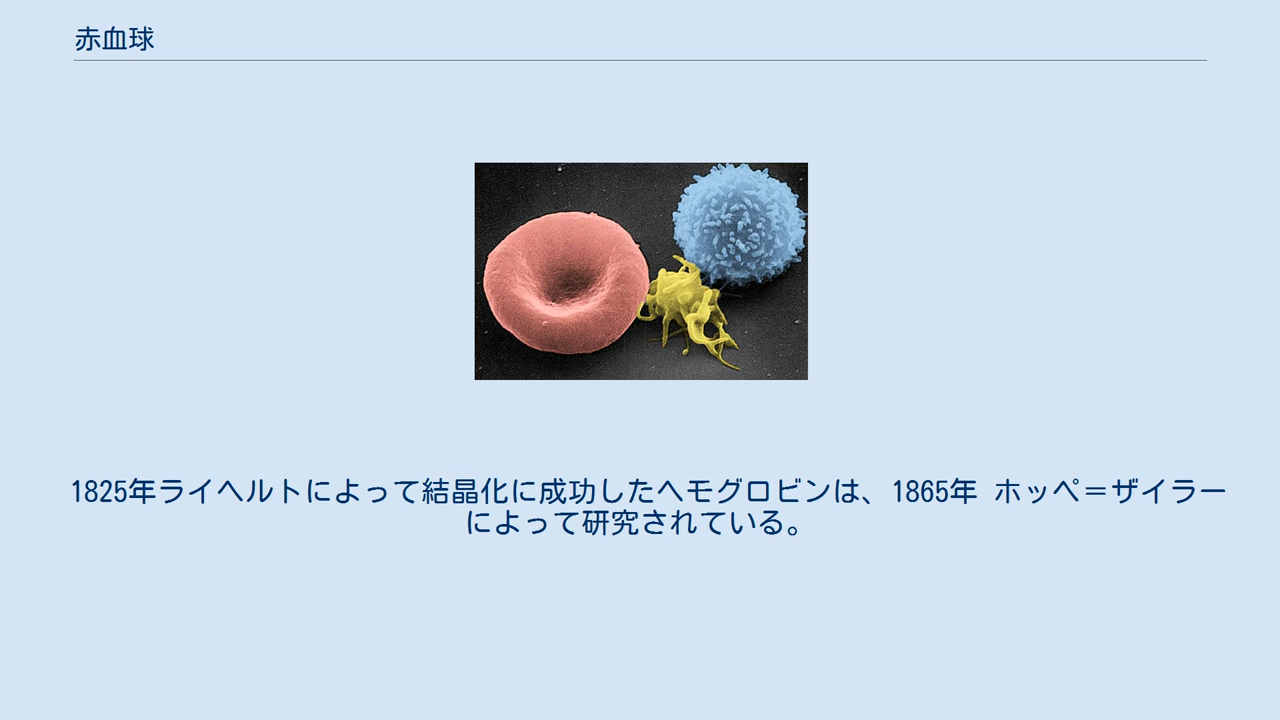 赤血球
1825年ライヘルトによって結晶化に成功したヘモグロビンは、1865年 ホッペ＝ザイラー
によって研究されている。